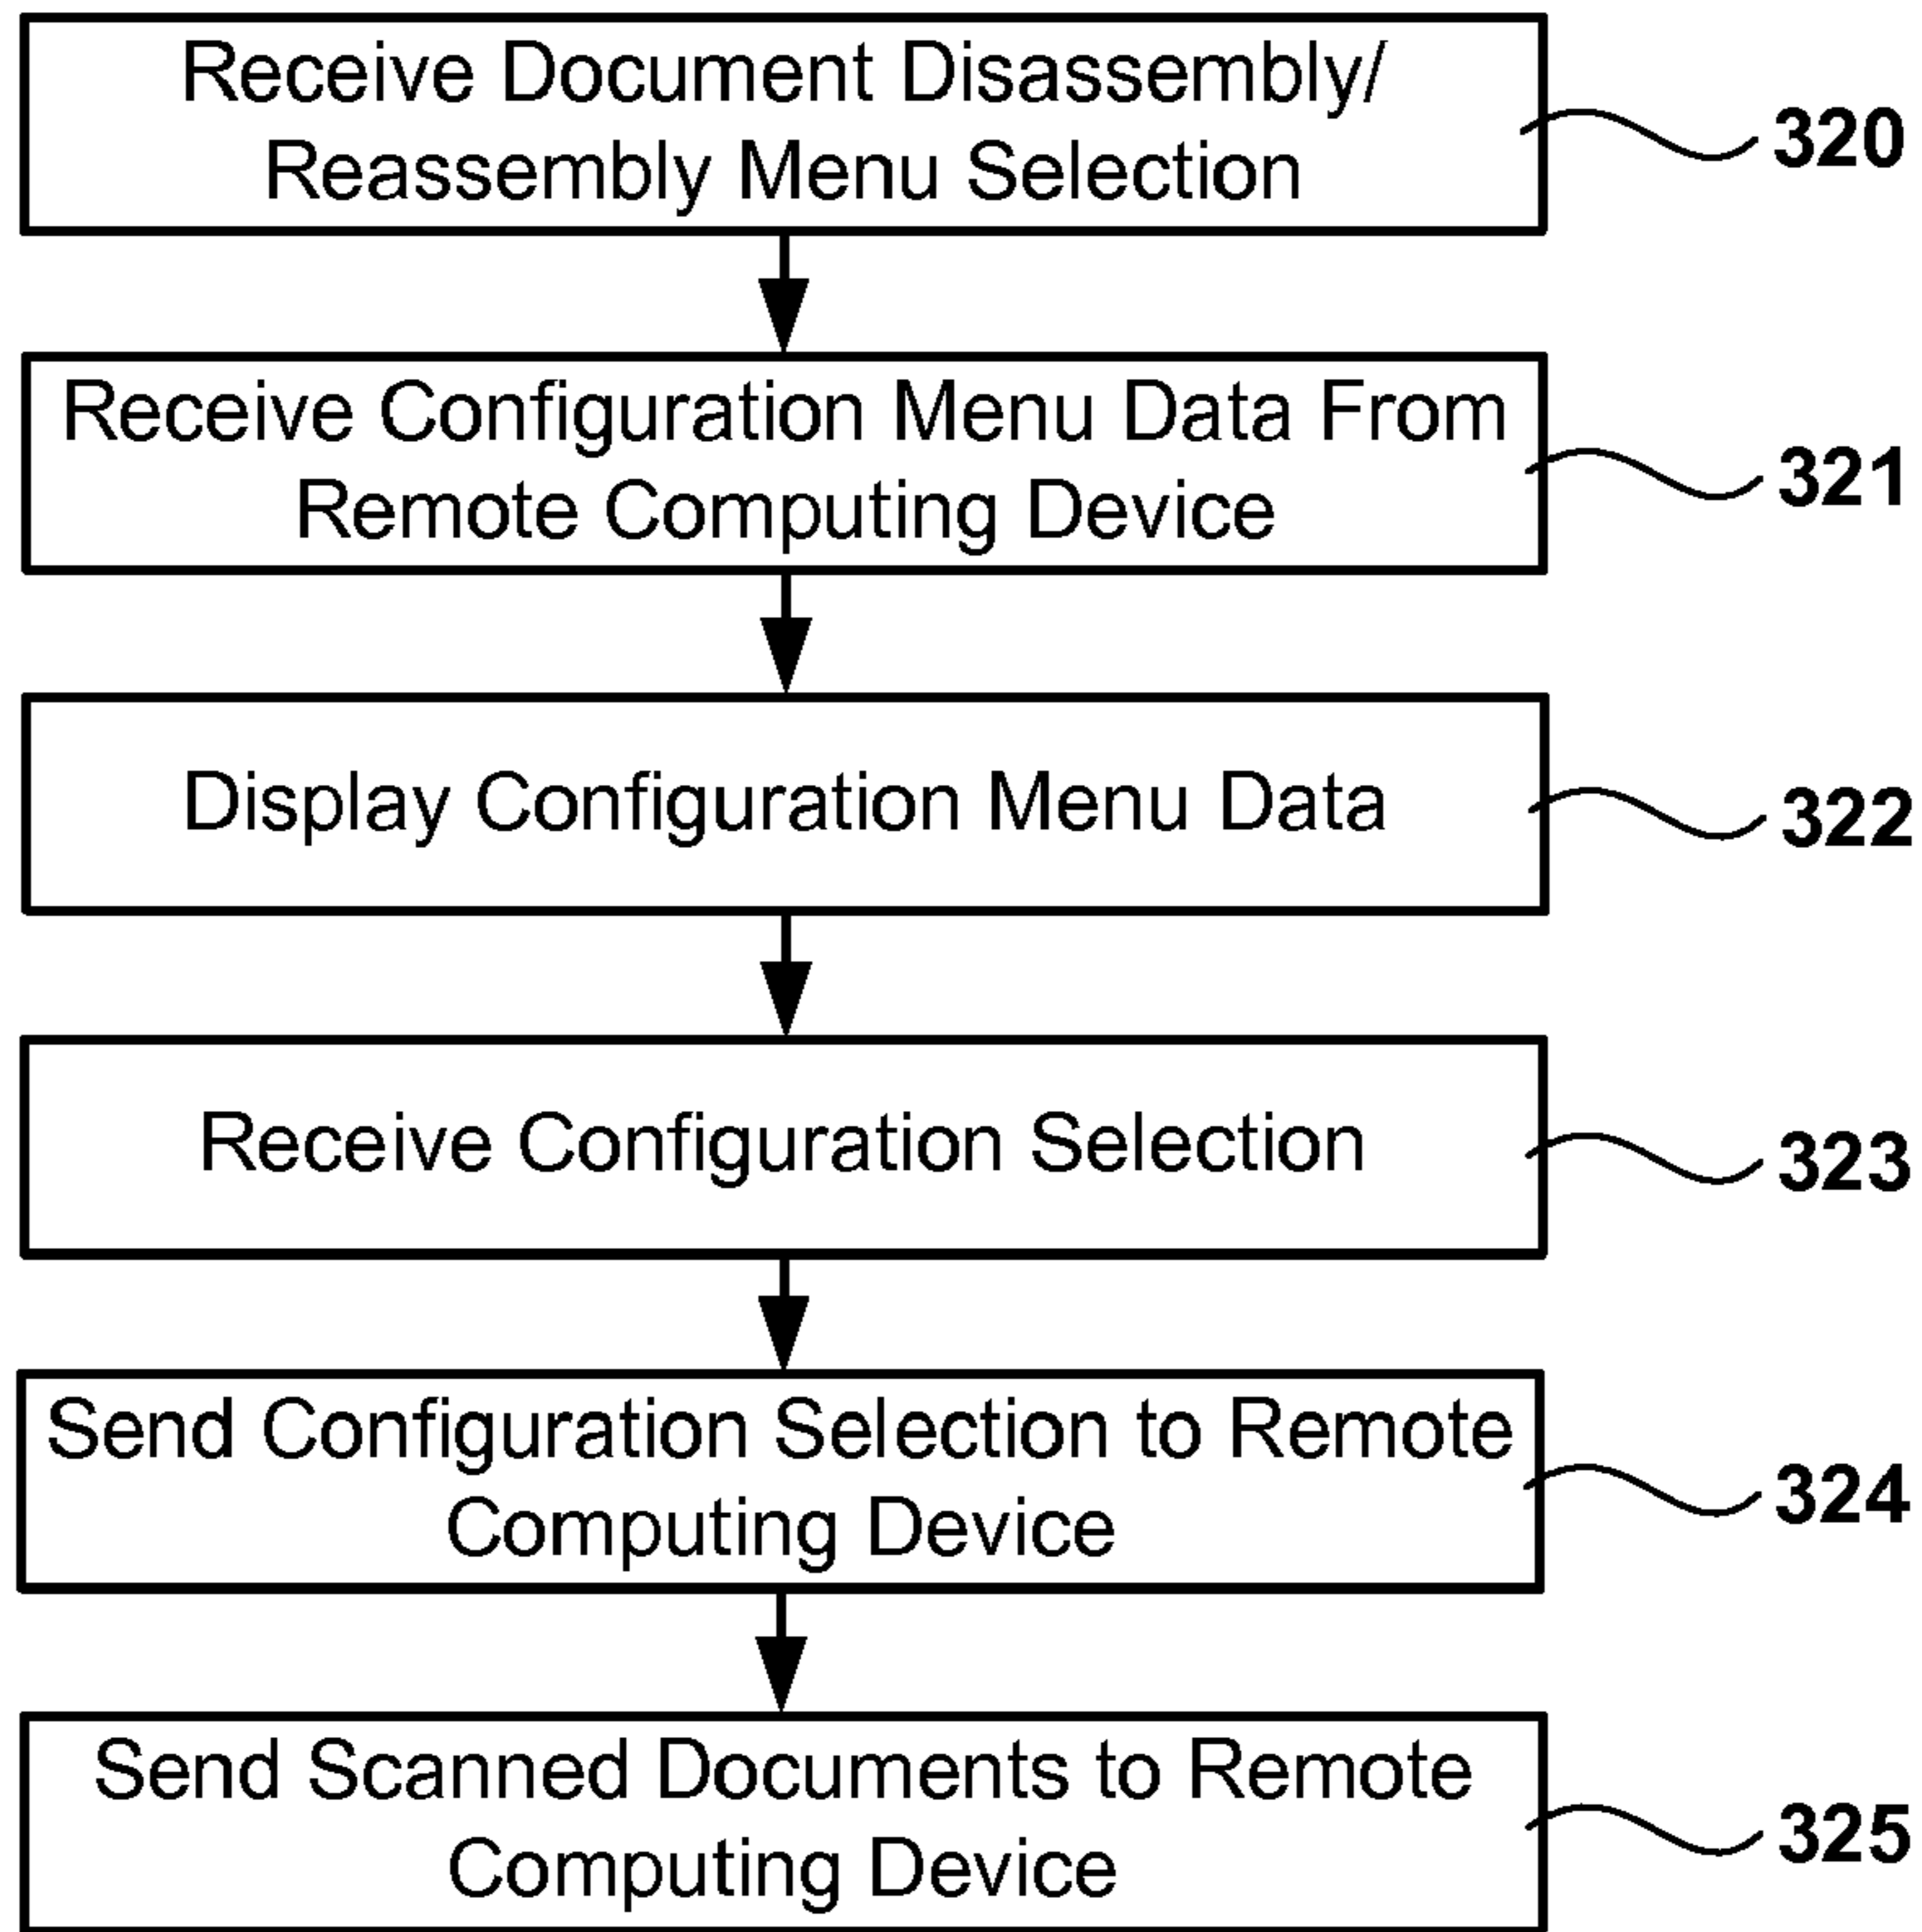 Receive Document Disassembly/
Reassembly Menu Selection
320
Receive Configuration Menu Data From
Remote Computing Device
321
Display Configuration Menu Data
322
Receive Configuration Selection
323
Send Configuration Selection to Remote
Computing Device
324
Send Scanned Documents to Remote
Computing Device
325